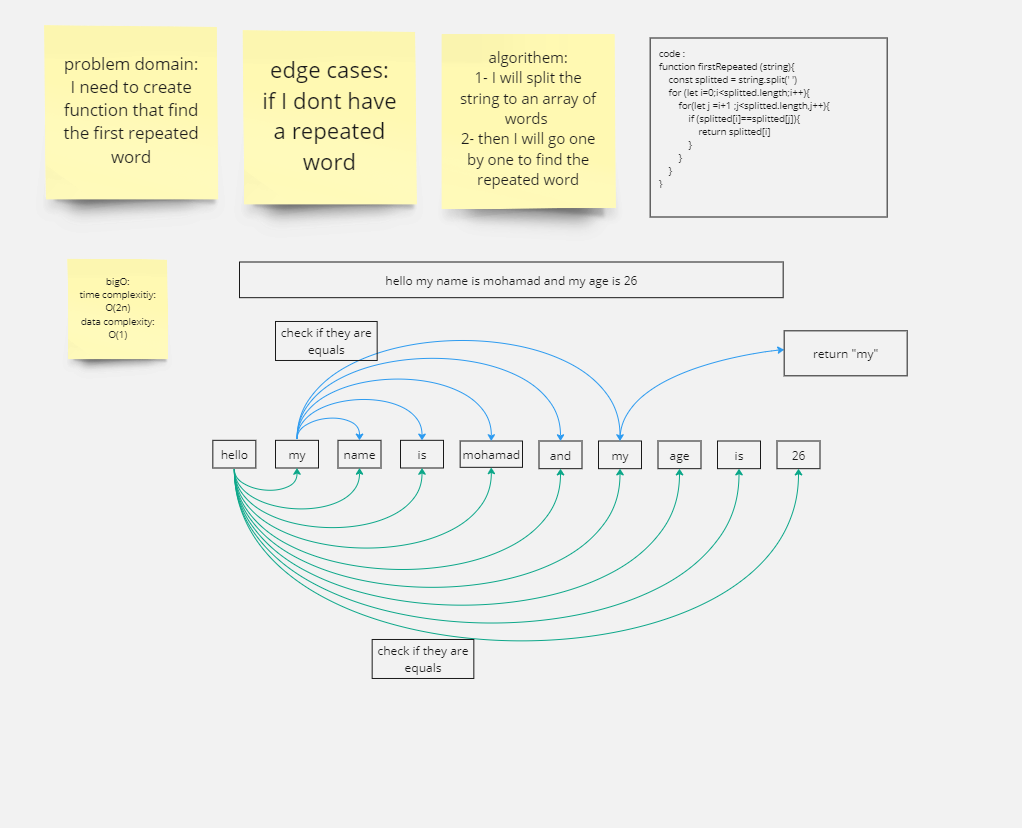 problem domain:
I need to create
function that find
the first repeated
word
edge cases:
if I dont have
a repeated
word
algorithem:
1- I will split the
string to an array of
words
2- then I will go one
by one to find the
repeated word
code :
function firstRepeated (string){
const splitted = string.split(' ')
for (let i=0;i<splitted.length;i++){
for(let j =i+1 ;j<splitted.length,j++){
if (splitted[i]==splitted[j]){
return splitted[i]
}
}
}
}
bigO:
time complexitiy:
O(2n)
data complexity:
O(1)
hello my name is mohamad and my age is 26
check if they are
equals
return "my"
hello my name is mohamad and my age is 26
check if they are
equals